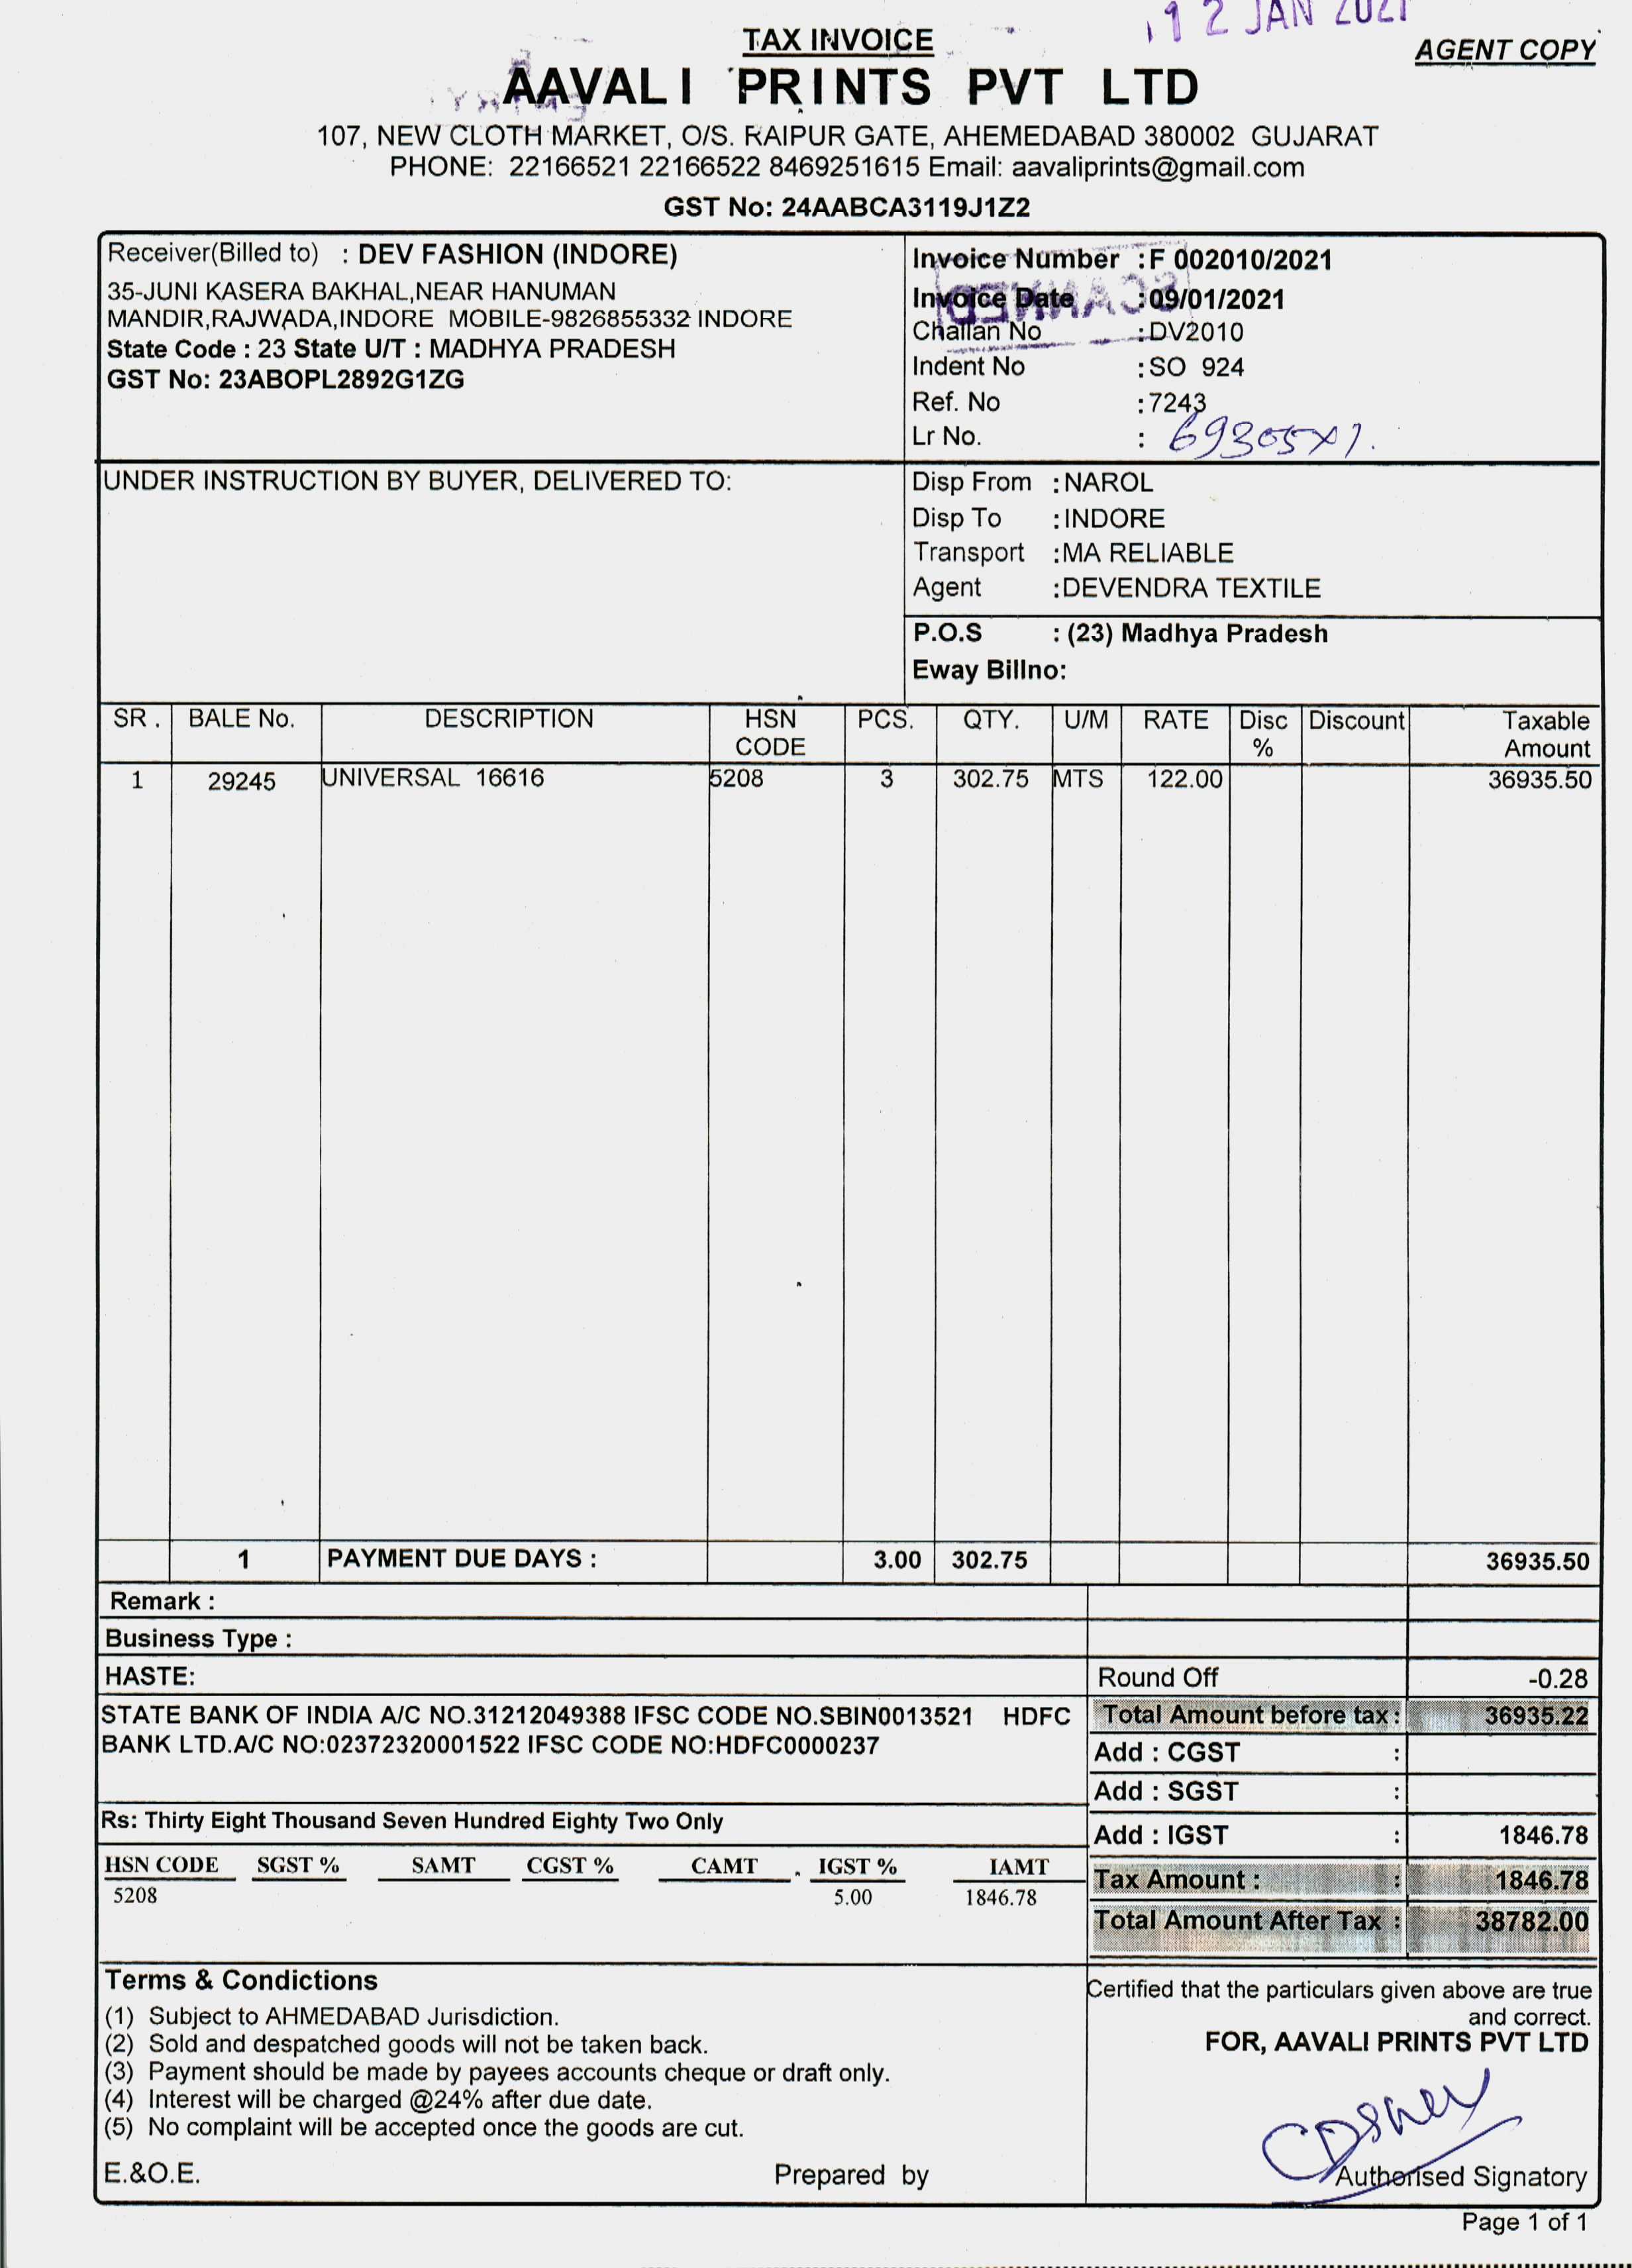 12 JAN 2021
TAX INVOICE
AGENT COPY
AAVALI PRINTS PVT LTD
107, NEW CLOTH MARKET, O/S. RAIPUR GATE, AHEMEDABAD 380002 GUJARAT
PHONE: 22166521 22166522 8469251615 Email: aavaliprints@gmail.com
GST No: 24AABCA3119J1Z2
Receiver(Billed to) : DEV FASHION (INDORE)
35-JUNI KASERA BAKHAL,NEAR HANUMAN
MANDIR,RAJWADA,INDORE MOBILE-9826855332 INDORE
State Code : 23 State U/T : MADHYA PRADESH
GST No: 23ABOPL2892G1ZG
Invoice Number : F 002010/2021
SCANNED
Invoice Date : 09/01/2021
Challan No : DV2010
Indent No : SO 924
Ref. No : 7243
Lr No. : 69305x1.
UNDER INSTRUCTION BY BUYER, DELIVERED TO:
Disp From : NAROL
Disp To : INDORE
Transport : MA RELIABLE
Agent : DEVENDRA TEXTILE
P.O.S : (23) Madhya Pradesh
Eway Billno:
SR. BALE No. DESCRIPTION HSN CODE PCS. QTY. U/M RATE Disc % Discount Taxable Amount
1 29245 UNIVERSAL 16616 5208 3 302.75 MTS 122.00 36935.50
1 PAYMENT DUE DAYS : 3.00 302.75 36935.50
Remark :
Business Type :
HASTE:
Round Off -0.28
STATE BANK OF INDIA A/C NO.31212049388 IFSC CODE NO.SBIN0013521 HDFC
BANK LTD.A/C NO:02372320001522 IFSC CODE NO:HDFC0000237
Total Amount before tax: 36935.22
Add : CGST :
Add : SGST :
Rs: Thirty Eight Thousand Seven Hundred Eighty Two Only
Add : IGST : 1846.78
HSN CODE SGST % SAMT CGST % CAMT . IGST % IAMT
5208 5.00 1846.78
Tax Amount : : 1846.78
Total Amount After Tax : 38782.00
Terms & Condictions
(1) Subject to AHMEDABAD Jurisdiction.
(2) Sold and despatched goods will not be taken back.
(3) Payment should be made by payees accounts cheque or draft only.
(4) Interest will be charged @24% after due date.
(5) No complaint will be accepted once the goods are cut.
E.&O.E.
Prepared by
Certified that the particulars given above are true
and correct.
FOR, AAVALI PRINTS PVT LTD
Authorised Signatory
Page 1 of 1